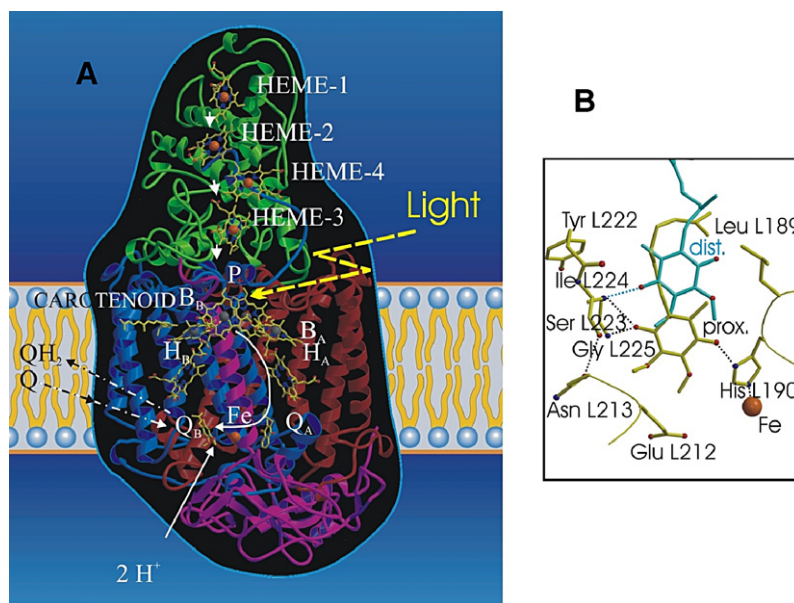 A
HEME-1
HEME-2
HEME-4
HEME-3
Light
P
CAROTENOID
B_B
B_A
H_B
H_A
QH₂
Q
Q_B
Fe
Q_A
2 H⁺
B
Tyr L222
Leu L189
dist.
Ile L224
Ser L223
prox.
Gly L225
His L190
Asn L213
Fe
Glu L212